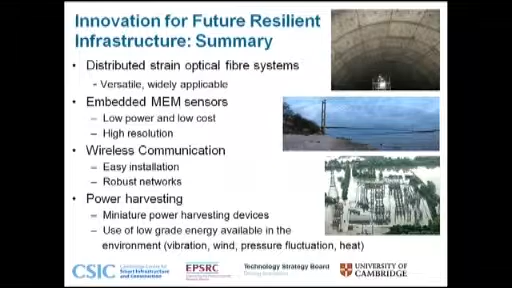 Innovation for Future Resilient
Infrastructure: Summary
• Distributed strain optical fibre systems
- Versatile, widely applicable
• Embedded MEM sensors
– Low power and low cost
– High resolution
• Wireless Communication
– Easy installation
– Robust networks
• Power harvesting
– Miniature power harvesting devices
– Use of low grade energy available in the
environment (vibration, wind, pressure fluctuation, heat)
CSIC
Cambridge Centre for
Smart Infrastructure
and Construction
EPSRC
Technology Strategy Board
Driving Innovation
UNIVERSITY OF
CAMBRIDGE